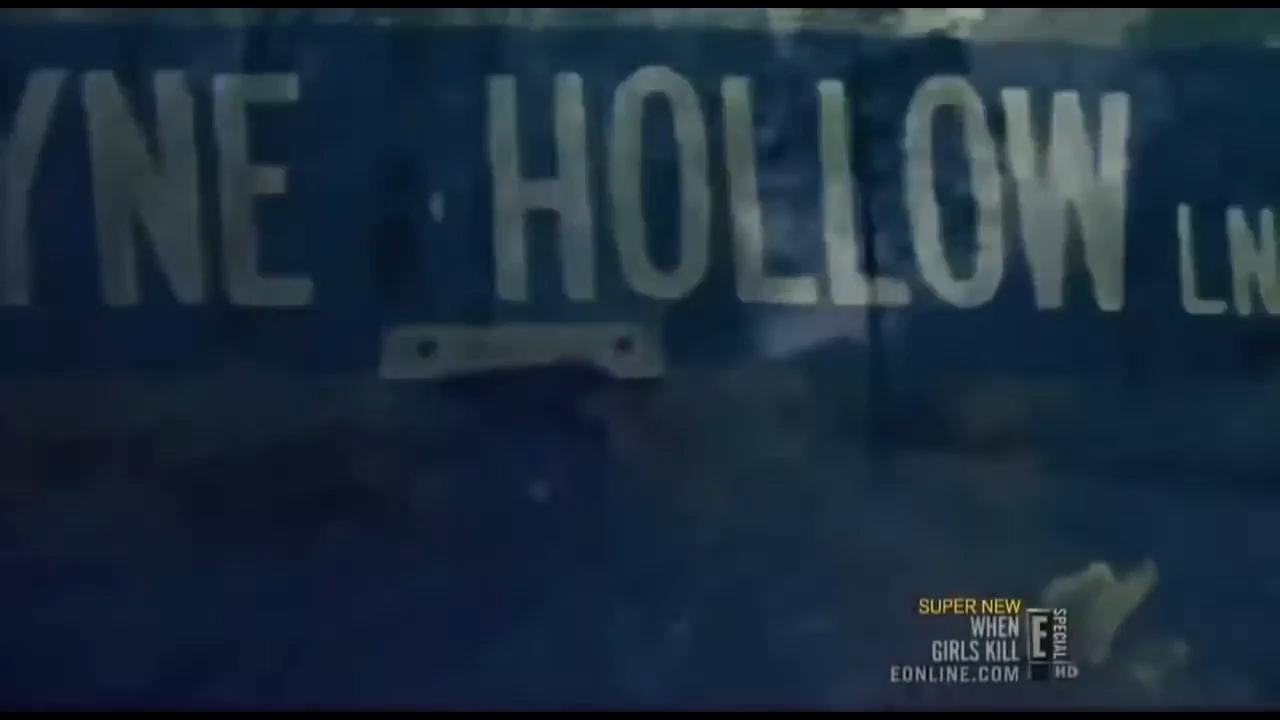 YNE HOLLOW LN
SUPER NEW
WHEN
GIRLS KILL
E SPECIAL
EONLINE.COM HD